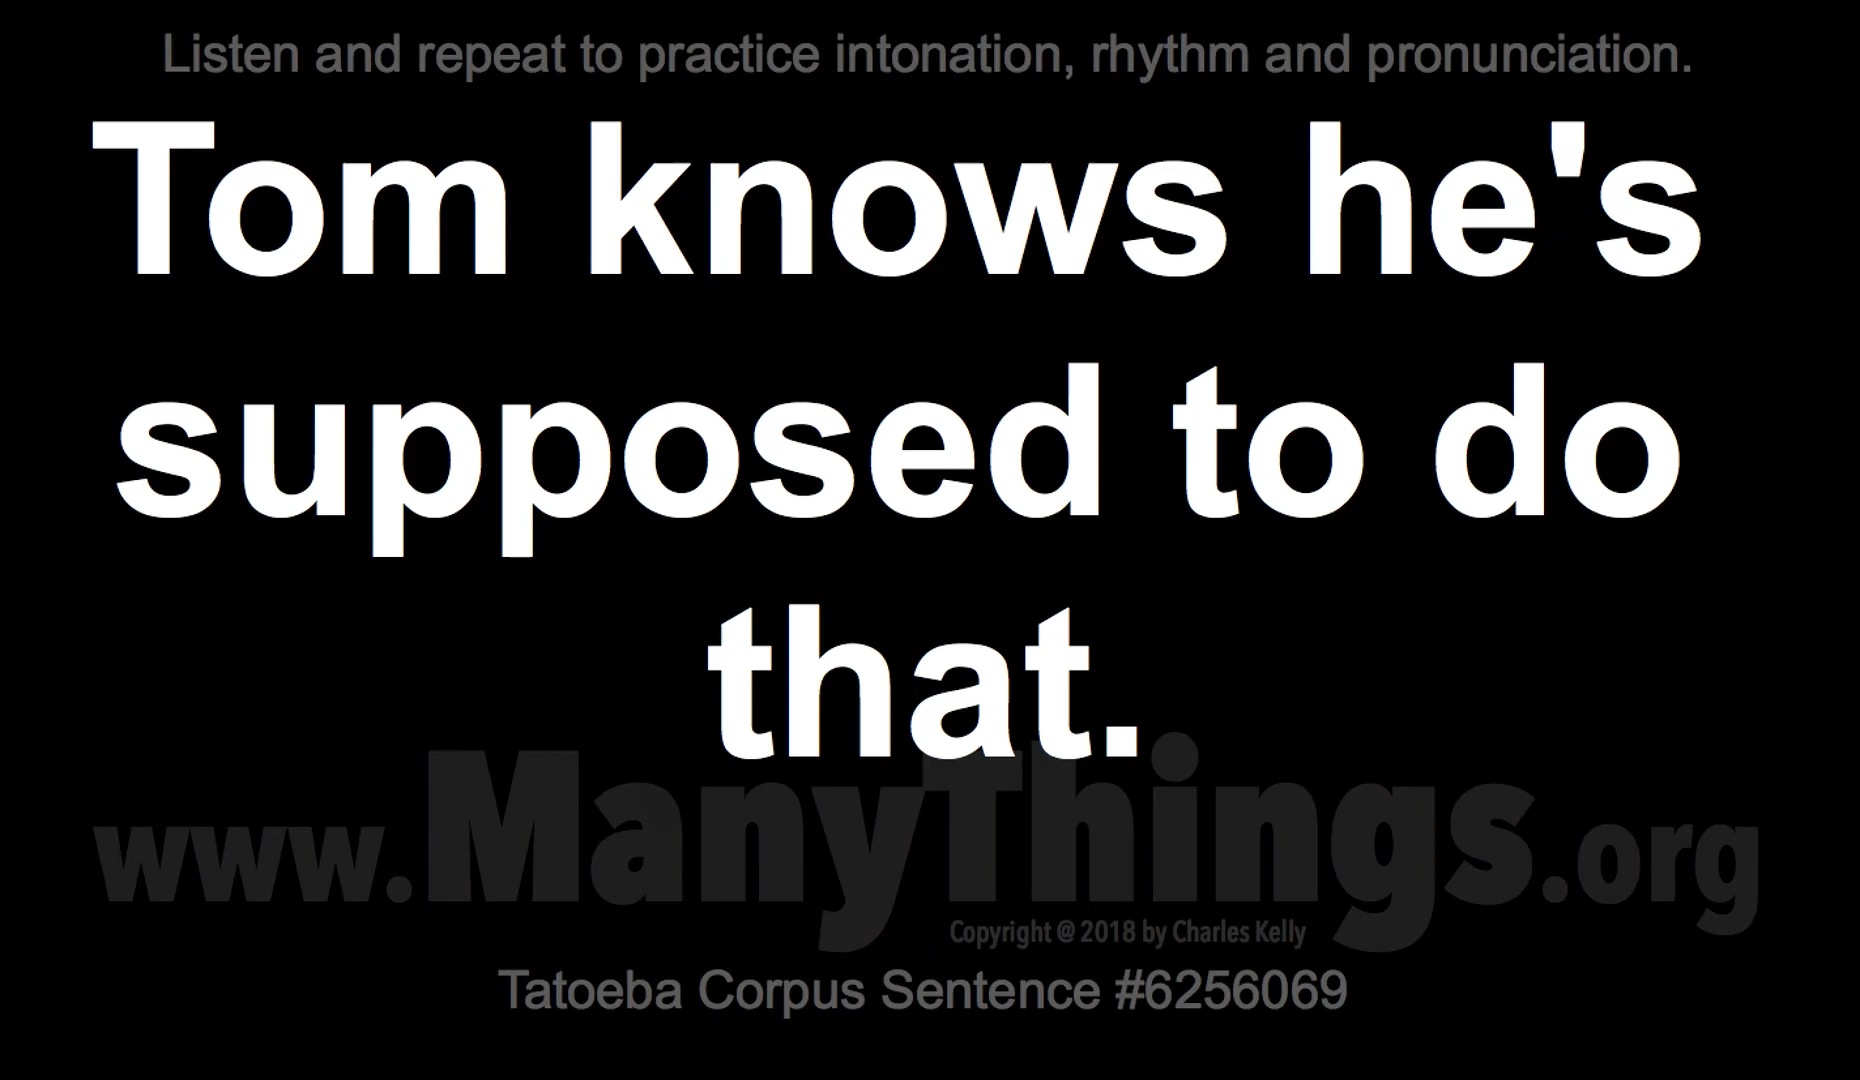 Listen and repeat to practice intonation, rhythm and pronunciation.
Tom knows he's
supposed to do
that.
www.ManyThings.org
Copyright @ 2018 by Charles Kelly
Tatoeba Corpus Sentence #6256069